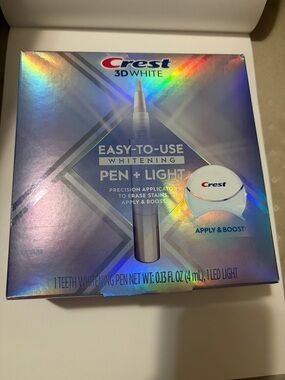 Crest
3D WHITE
EASY-TO-USE
WHITENING
PEN + LIGHT
PRECISION APPLICATOR
TO ERASE STAINS
APPLY & BOOST
Crest
APPLY & BOOST
1 TEETH WHITENING PEN NET WT. 0.13 FL OZ (4 mL), 1 LED LIGHT